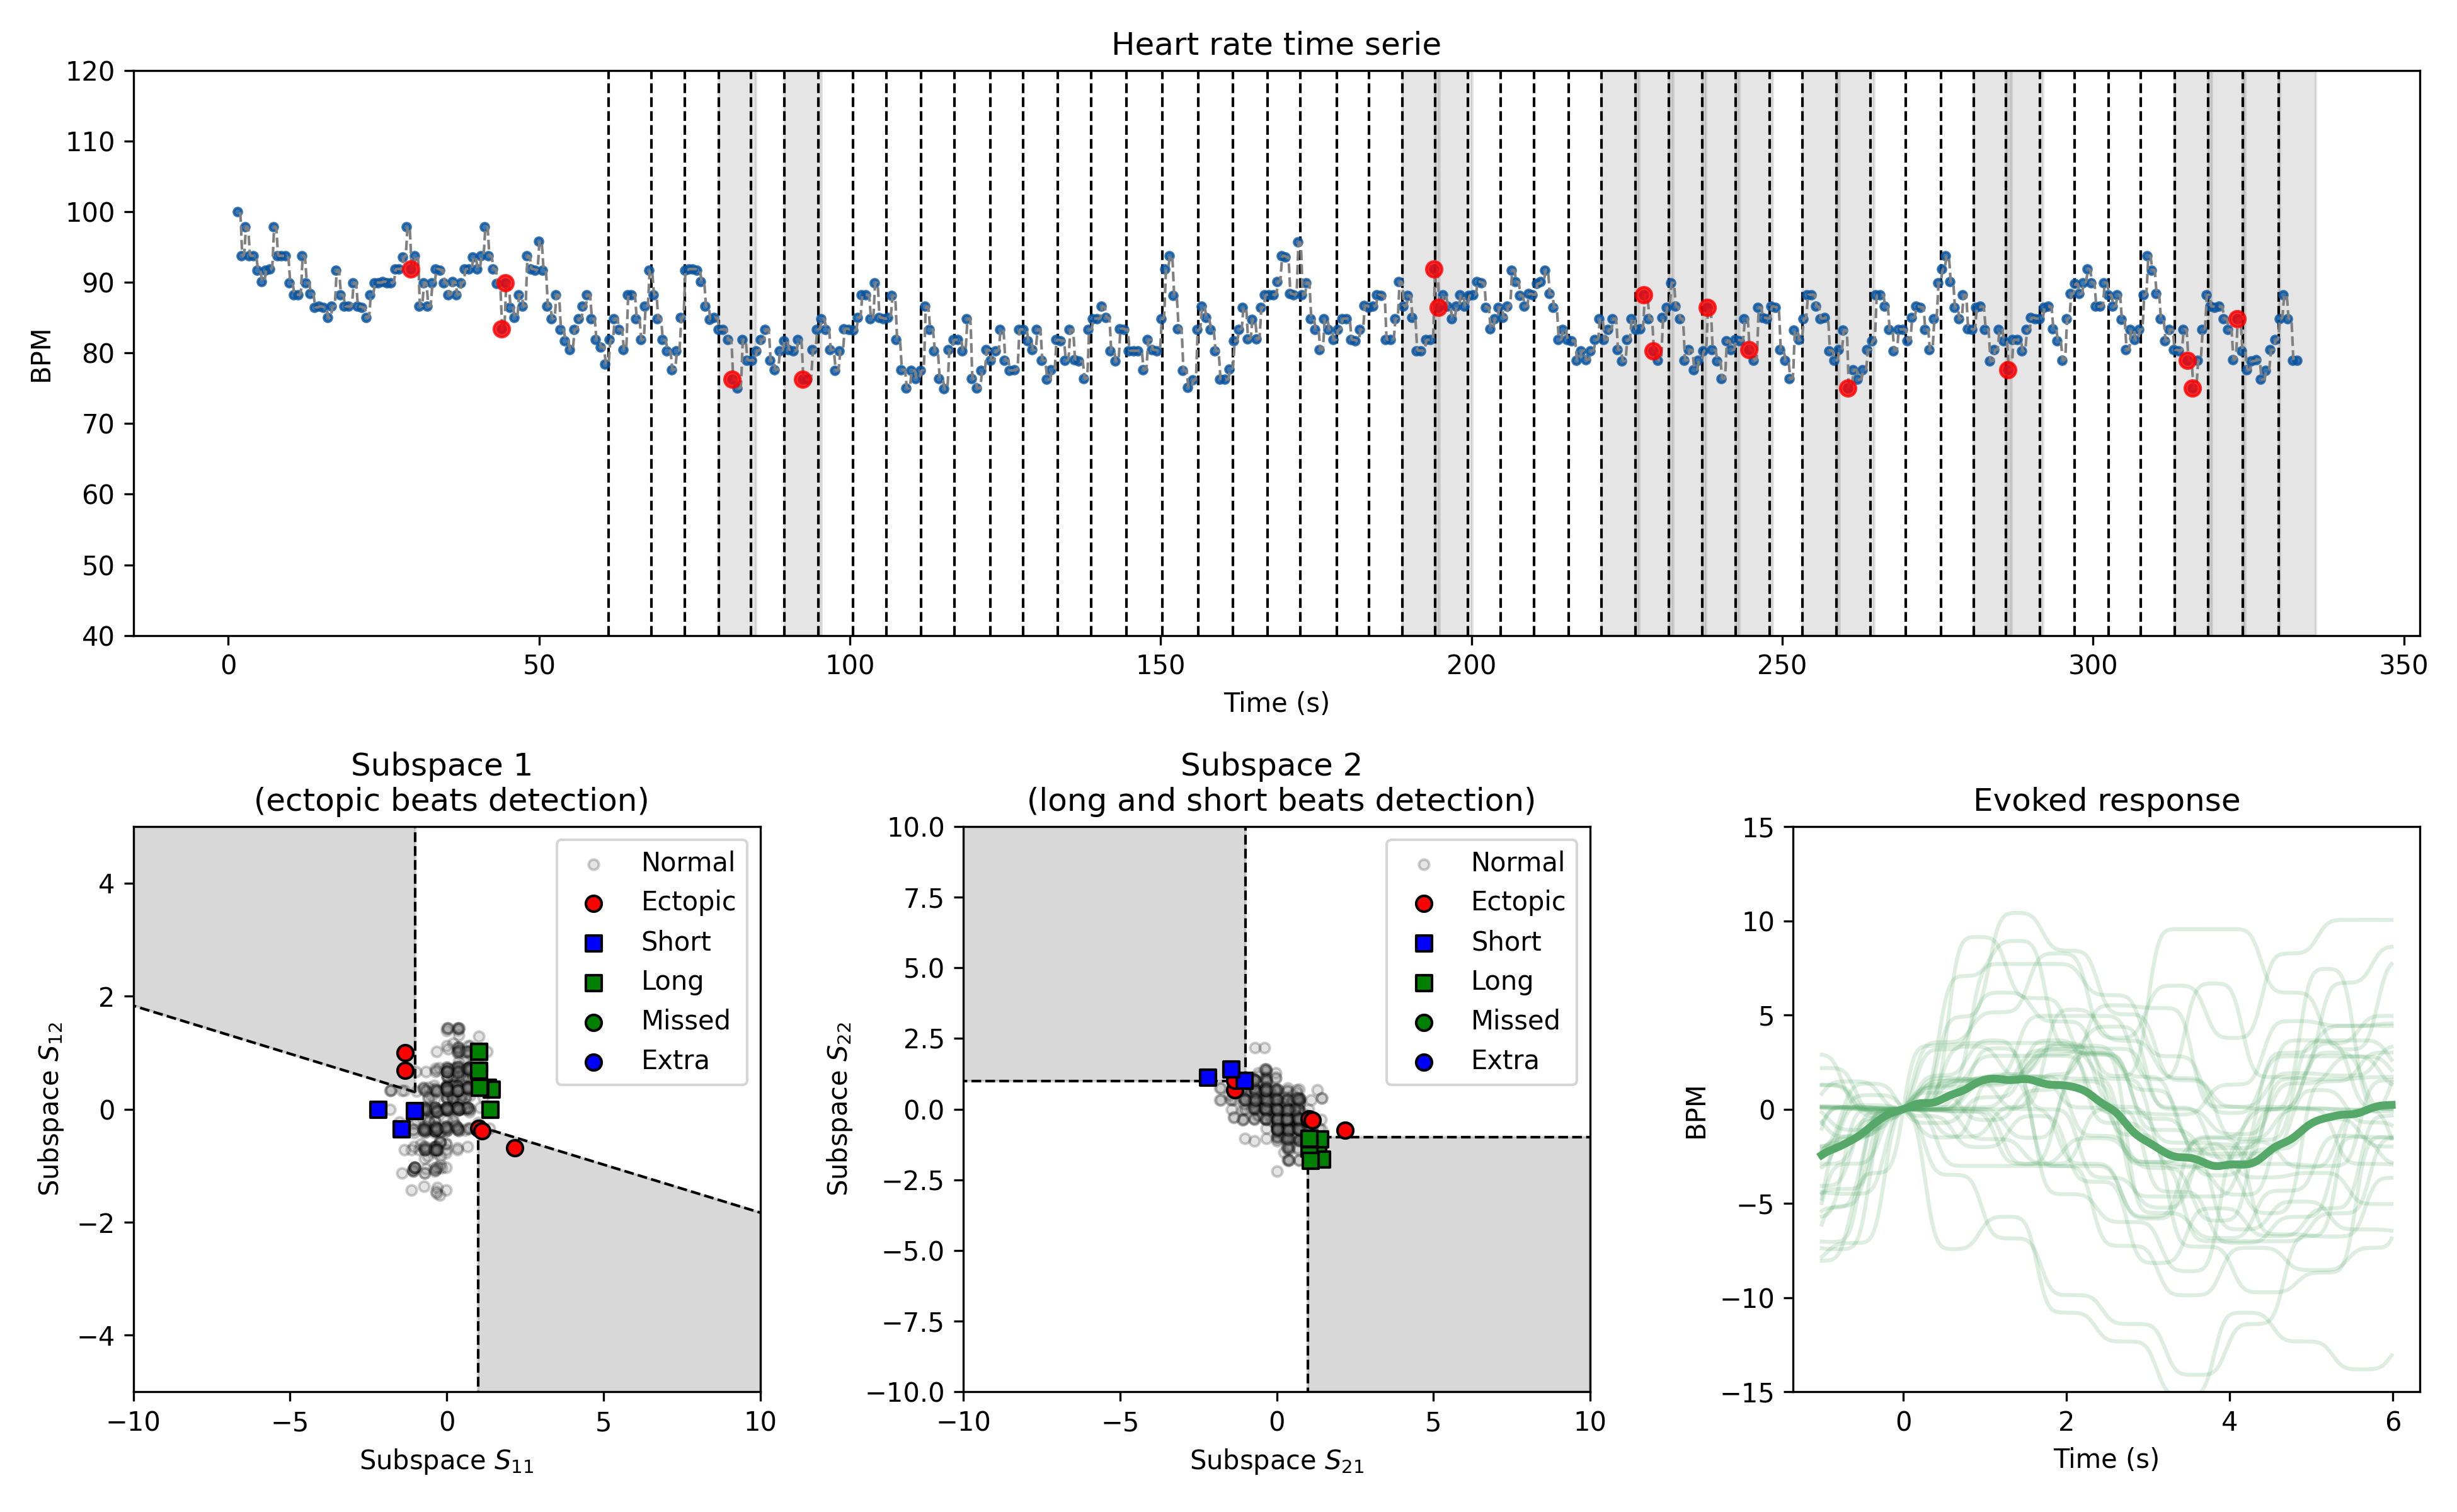 Heart rate time serie
120
110
100
90
80
70
60
50
40
BPM
0 50 100 150 200 250 300 350
Time (s)
Subspace 1
(ectopic beats detection)
4
2
0
−2
−4
Subspace S12
Normal
Ectopic
Short
Long
Missed
Extra
−10 −5 0 5 10
Subspace S11
Subspace 2
(long and short beats detection)
10.0
7.5
5.0
2.5
0.0
−2.5
−5.0
−7.5
−10.0
Subspace S22
Normal
Ectopic
Short
Long
Missed
Extra
−10 −5 0 5 10
Subspace S21
Evoked response
15
10
5
0
−5
−10
−15
BPM
0 2 4 6
Time (s)